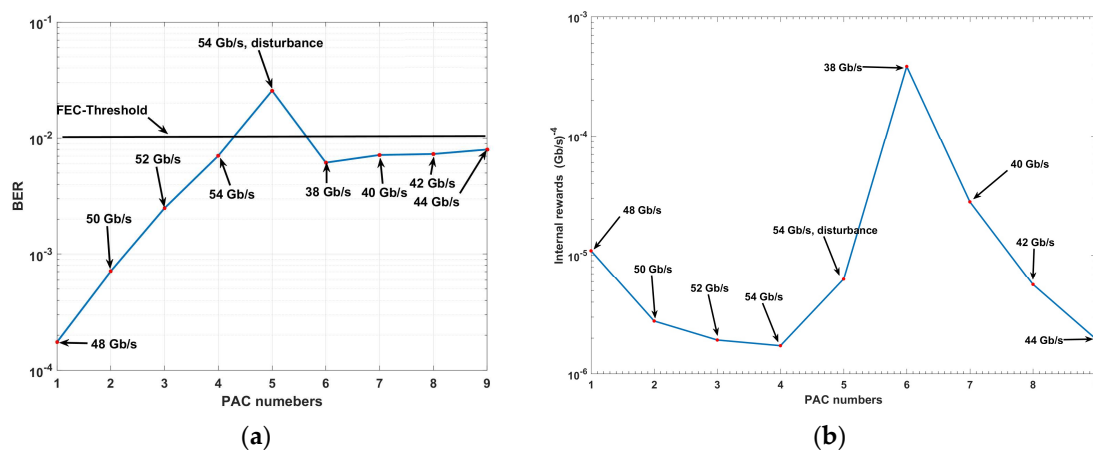 10^-1
10^-2
10^-3
10^-4
BER
54 Gb/s, disturbance
FEC-Threshold
52 Gb/s
54 Gb/s
50 Gb/s
48 Gb/s
38 Gb/s
40 Gb/s
42 Gb/s
44 Gb/s
1 2 3 4 5 6 7 8 9
PAC numebers
(a)
10^-4
10^-5
10^-6
Internal rewards (Gb/s)^-4
38 Gb/s
40 Gb/s
48 Gb/s
54 Gb/s, disturbance
42 Gb/s
50 Gb/s
52 Gb/s
54 Gb/s
44 Gb/s
1 2 3 4 5 6 7 8
PAC numbers
(b)